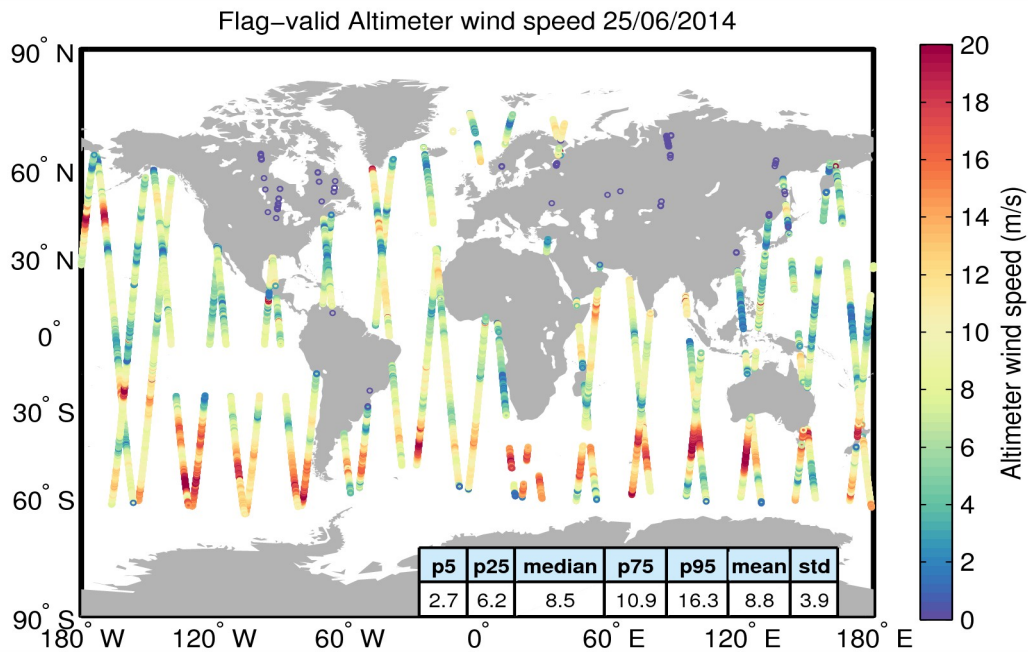 Flag−valid Altimeter wind speed 25/06/2014
90° N
60° N
30° N
0°
30° S
60° S
90° S
180° W
120° W
60° W
0°
60° E
120° E
180° E
p5 p25 median p75 p95 mean std
2.7 6.2 8.5 10.9 16.3 8.8 3.9
20
18
16
14
12
10
8
6
4
2
0
Altimeter wind speed (m/s)